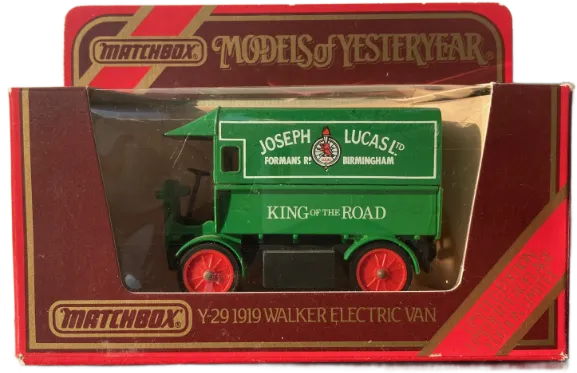 MATCHBOX
MODELS of YESTERYEAR
JOSEPH LUCAS LTD
FORMANS RD. BIRMINGHAM
KING OF THE ROAD
MATCHBOX
Y-29 1919 WALKER ELECTRIC VAN